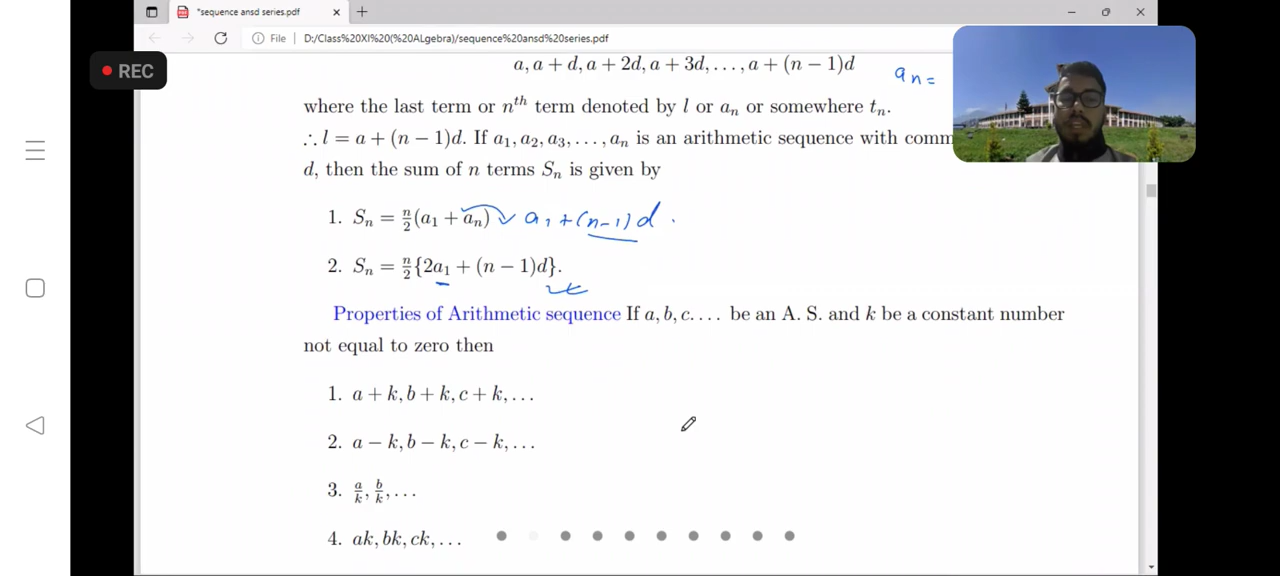 *sequence ansd series.pdf
File | D:/Class%20XI%20(%20ALgebra)/sequence%20ansd%20series.pdf
REC
a, a + d, a + 2d, a + 3d, . . . , a + (n − 1)d
aₙ =
where the last term or nᵗʰ term denoted by l or aₙ or somewhere tₙ.
∴ l = a + (n − 1)d. If a₁, a₂, a₃, . . . , aₙ is an arithmetic sequence with comm
d, then the sum of n terms Sₙ is given by
1. Sₙ = n/2 (a₁ + aₙ) a₁ + (n−1)d.
2. Sₙ = n/2 {2a₁ + (n − 1)d}.
Properties of Arithmetic sequence If a, b, c. . . . be an A. S. and k be a constant number
not equal to zero then
1. a + k, b + k, c + k, . . .
2. a − k, b − k, c − k, . . .
3. a/k, b/k, . . .
4. ak, bk, ck, . . .